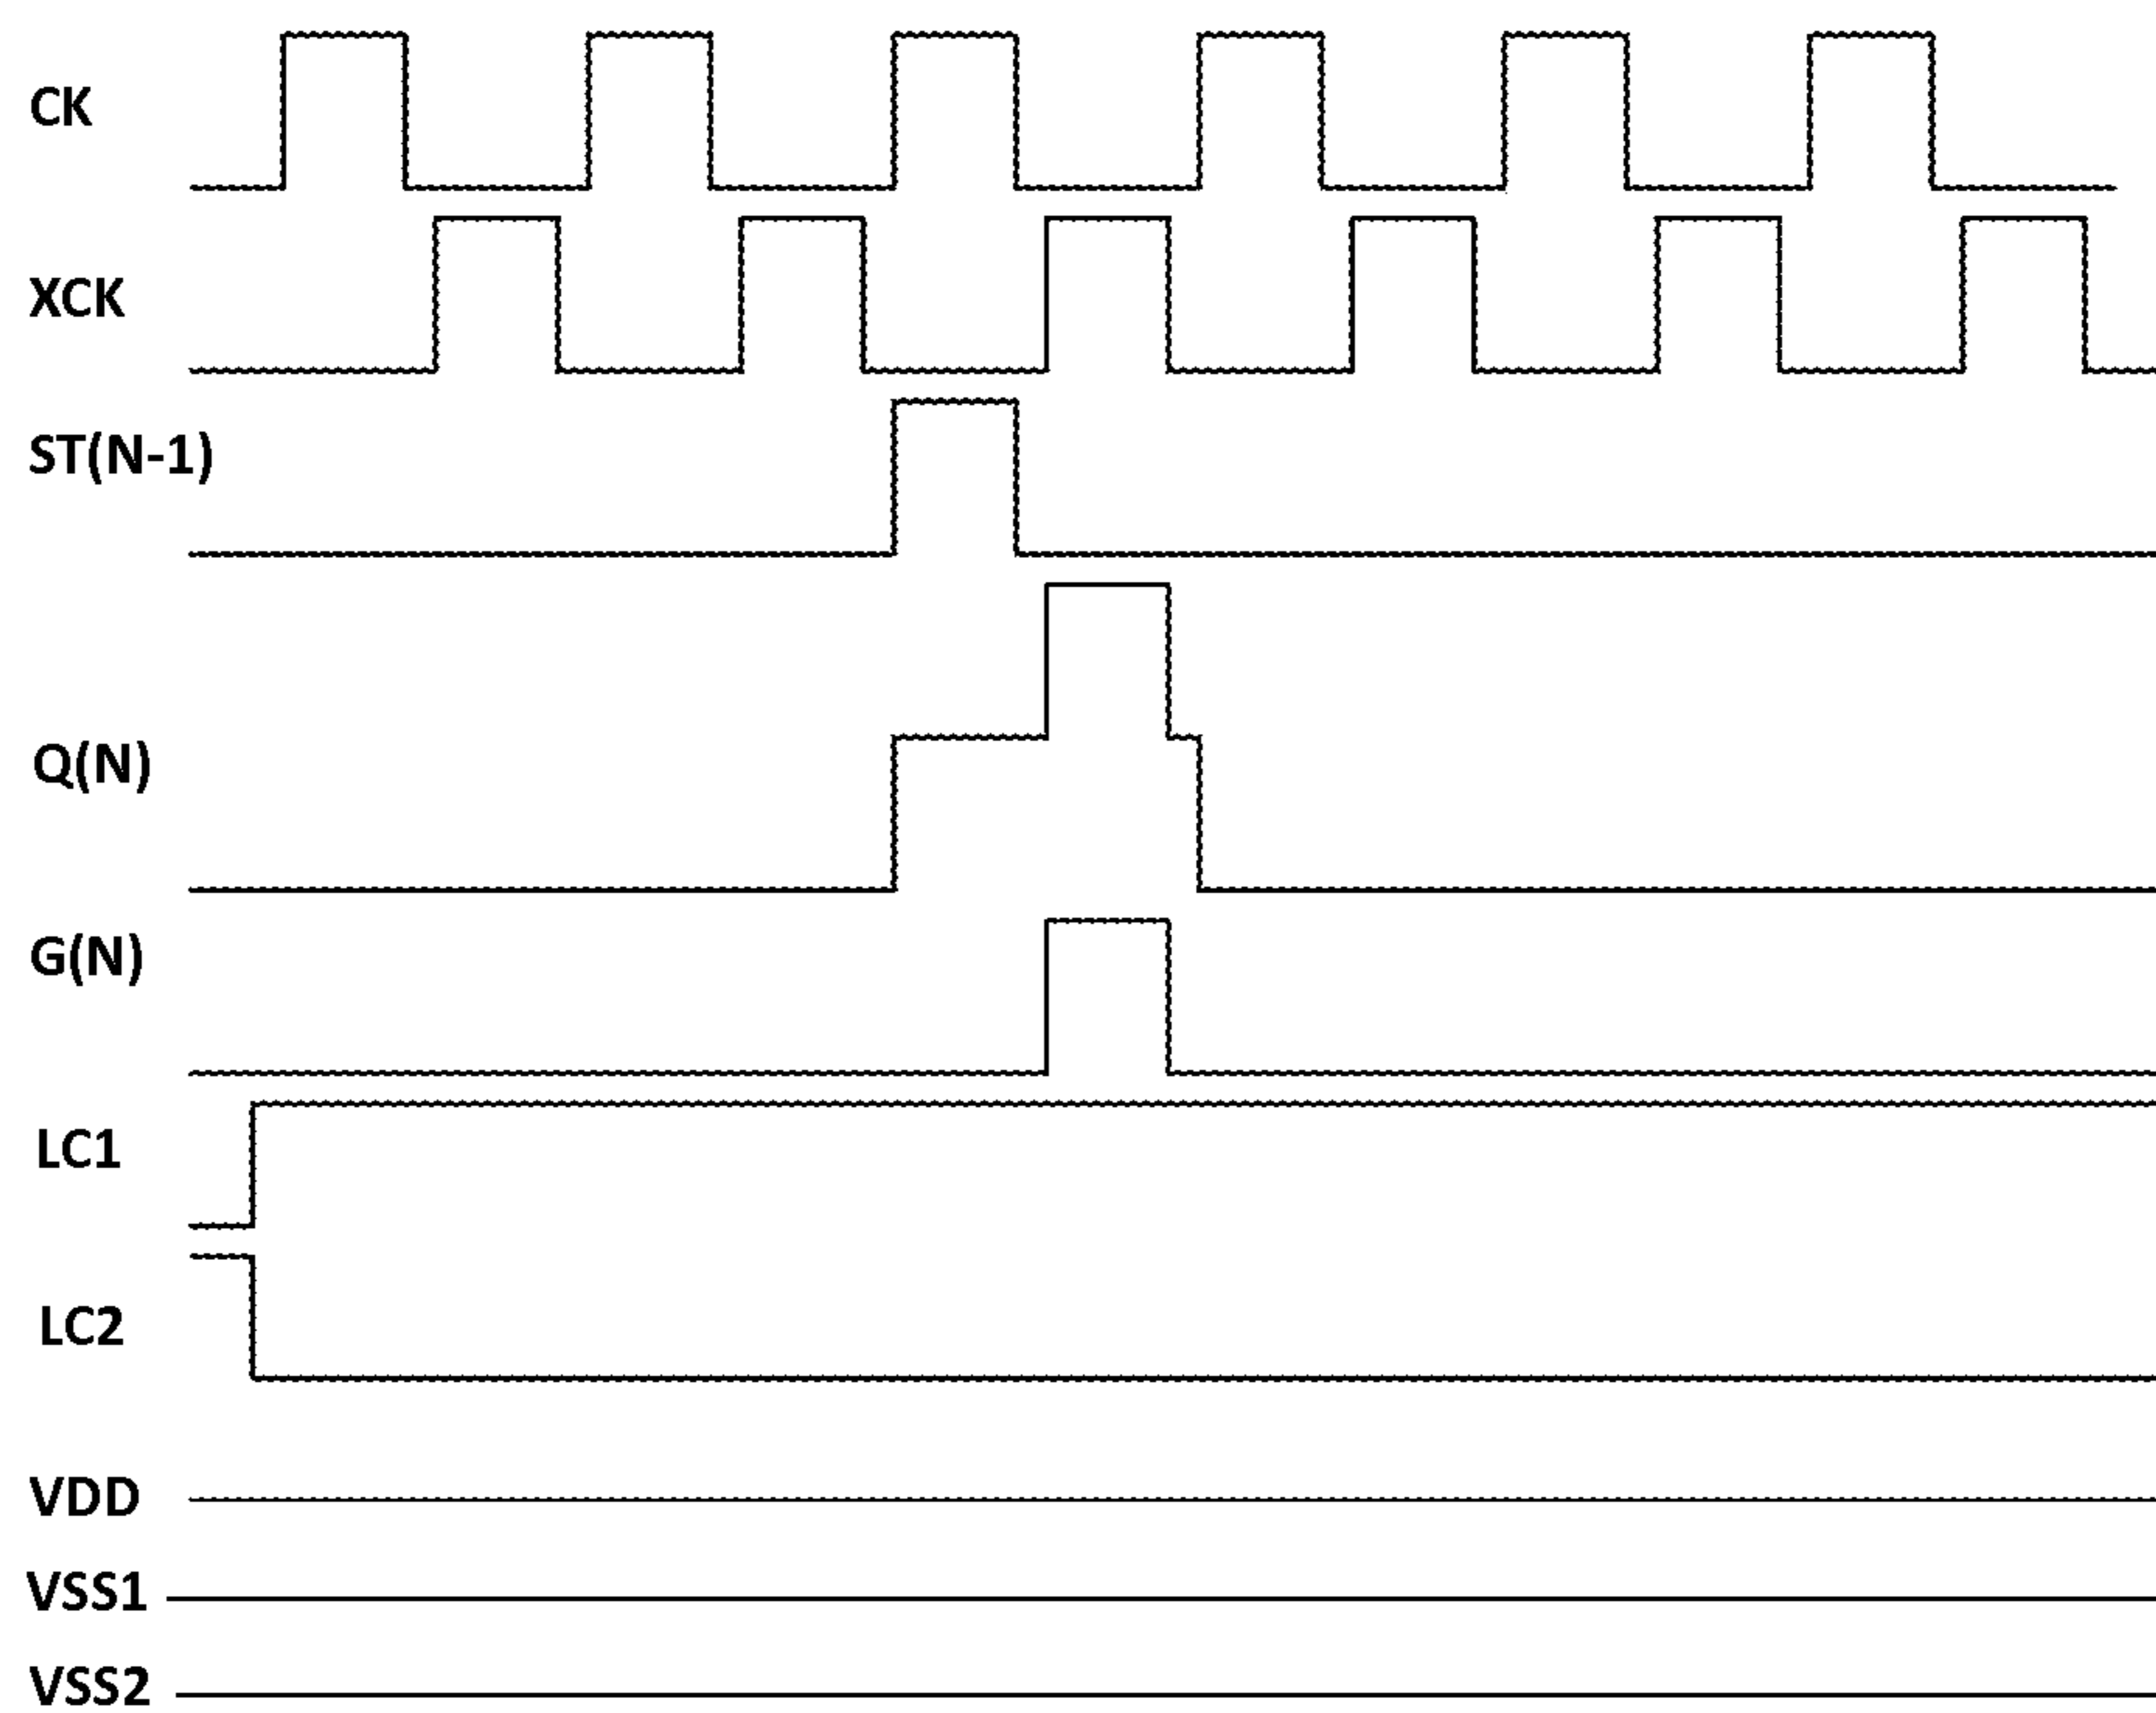 CK
XCK
ST(N-1)
Q(N)
G(N)
LC1
LC2
VDD
VSS1
VSS2